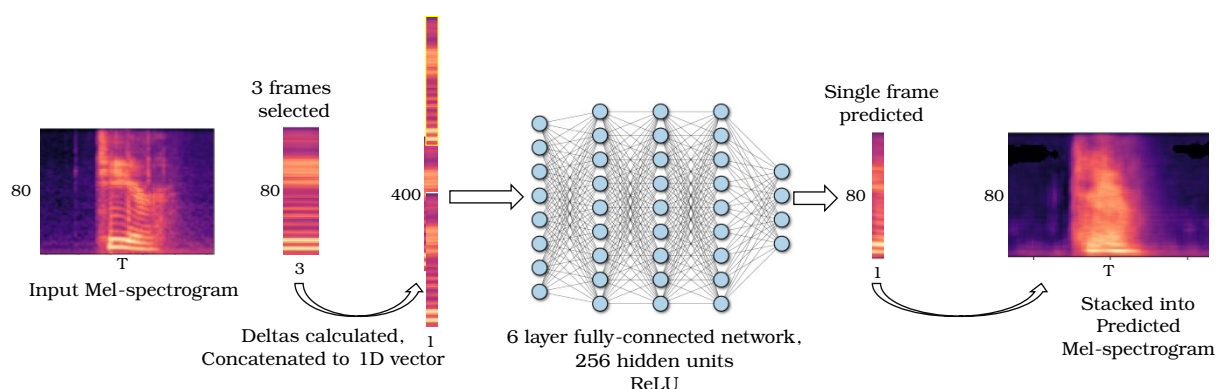 80
T
Input Mel-spectrogram
3 frames
selected
80
3
Deltas calculated,
Concatenated to 1D vector
400
1
6 layer fully-connected network,
256 hidden units
ReLU
Single frame
predicted
80
1
80
T
Stacked into
Predicted
Mel-spectrogram